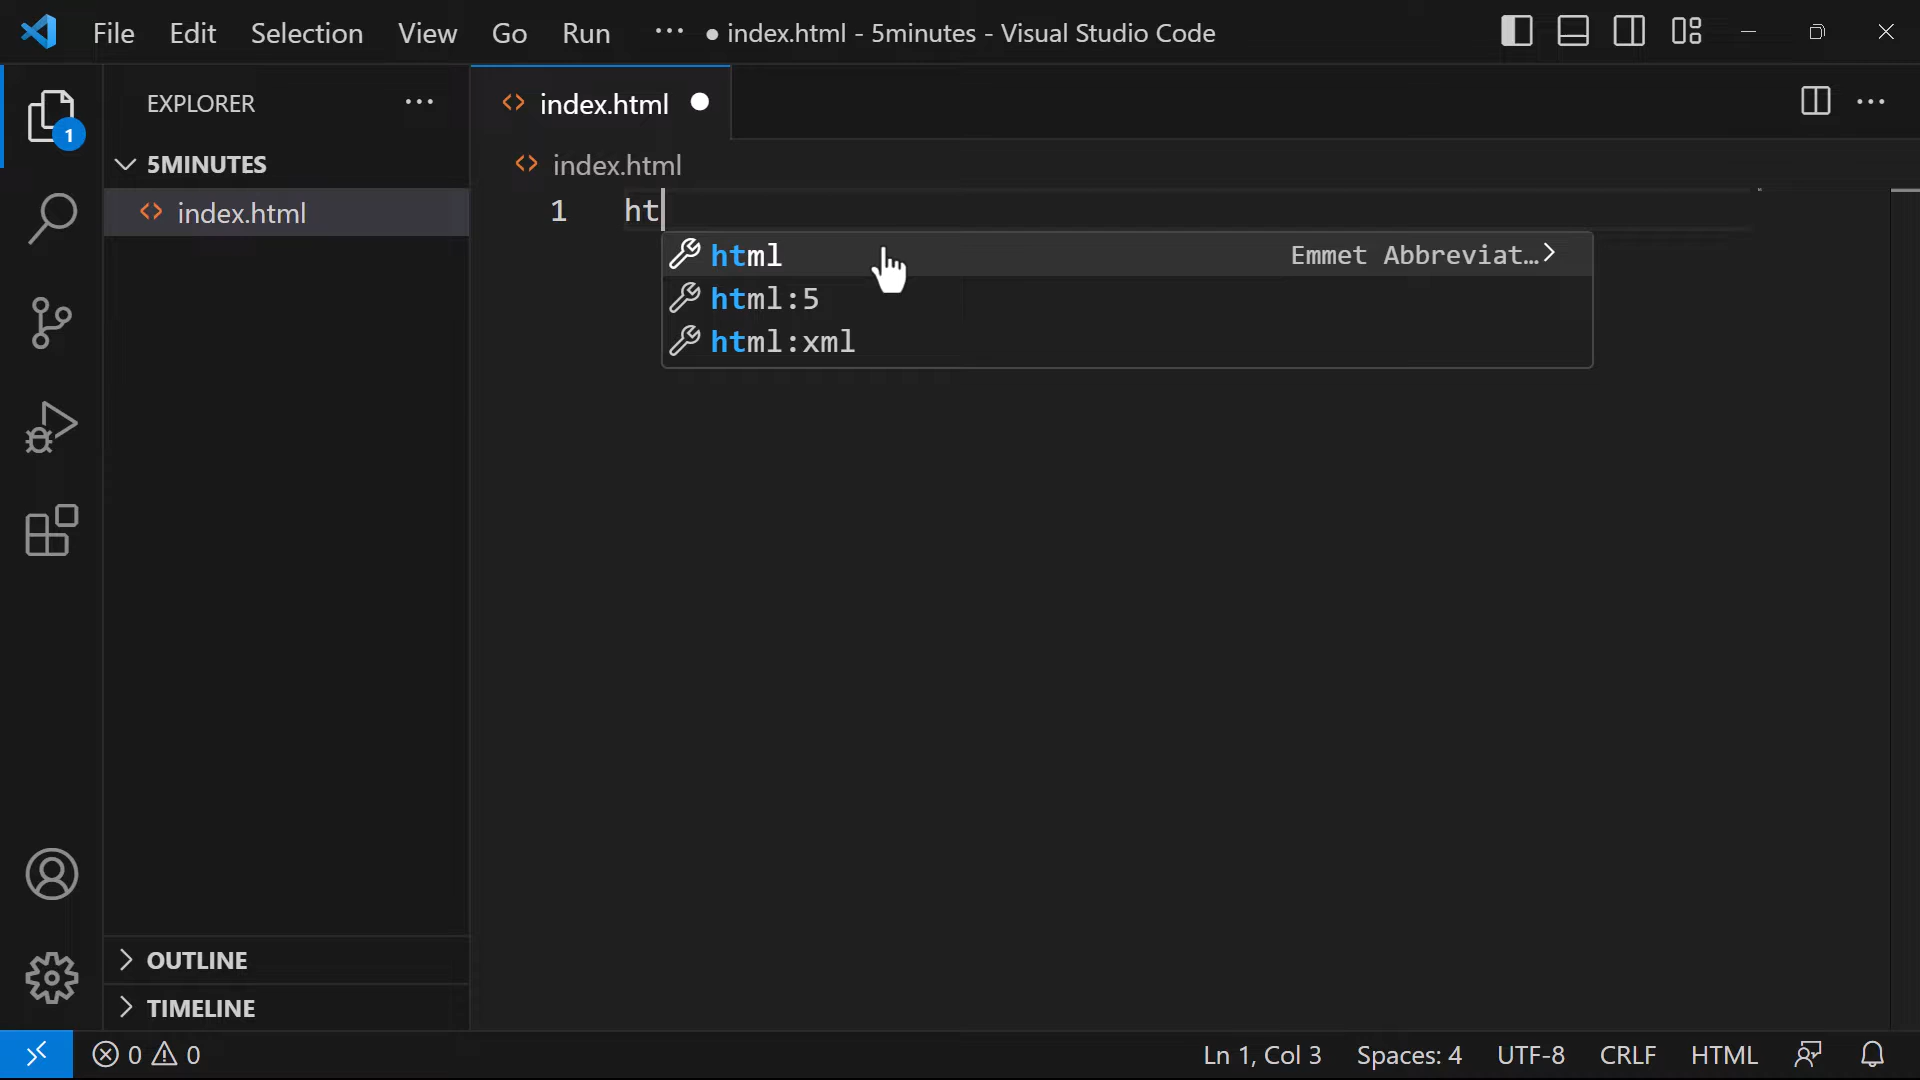 File Edit Selection View Go Run ··· ● index.html - 5minutes - Visual Studio Code
1
EXPLORER ···
5MINUTES
index.html
OUTLINE
TIMELINE
index.html ●
···
index.html
1 ht
html Emmet Abbreviat…
html:5
html:xml
0 0 Ln 1, Col 3 Spaces: 4 UTF-8 CRLF HTML